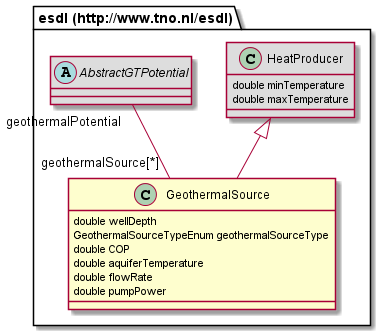 esdl (http://www.tno.nl/esdl)
A AbstractGTPotential
C HeatProducer
double minTemperature
double maxTemperature
geothermalPotential
geothermalSource[*]
C GeothermalSource
double wellDepth
GeothermalSourceTypeEnum geothermalSourceType
double COP
double aquiferTemperature
double flowRate
double pumpPower